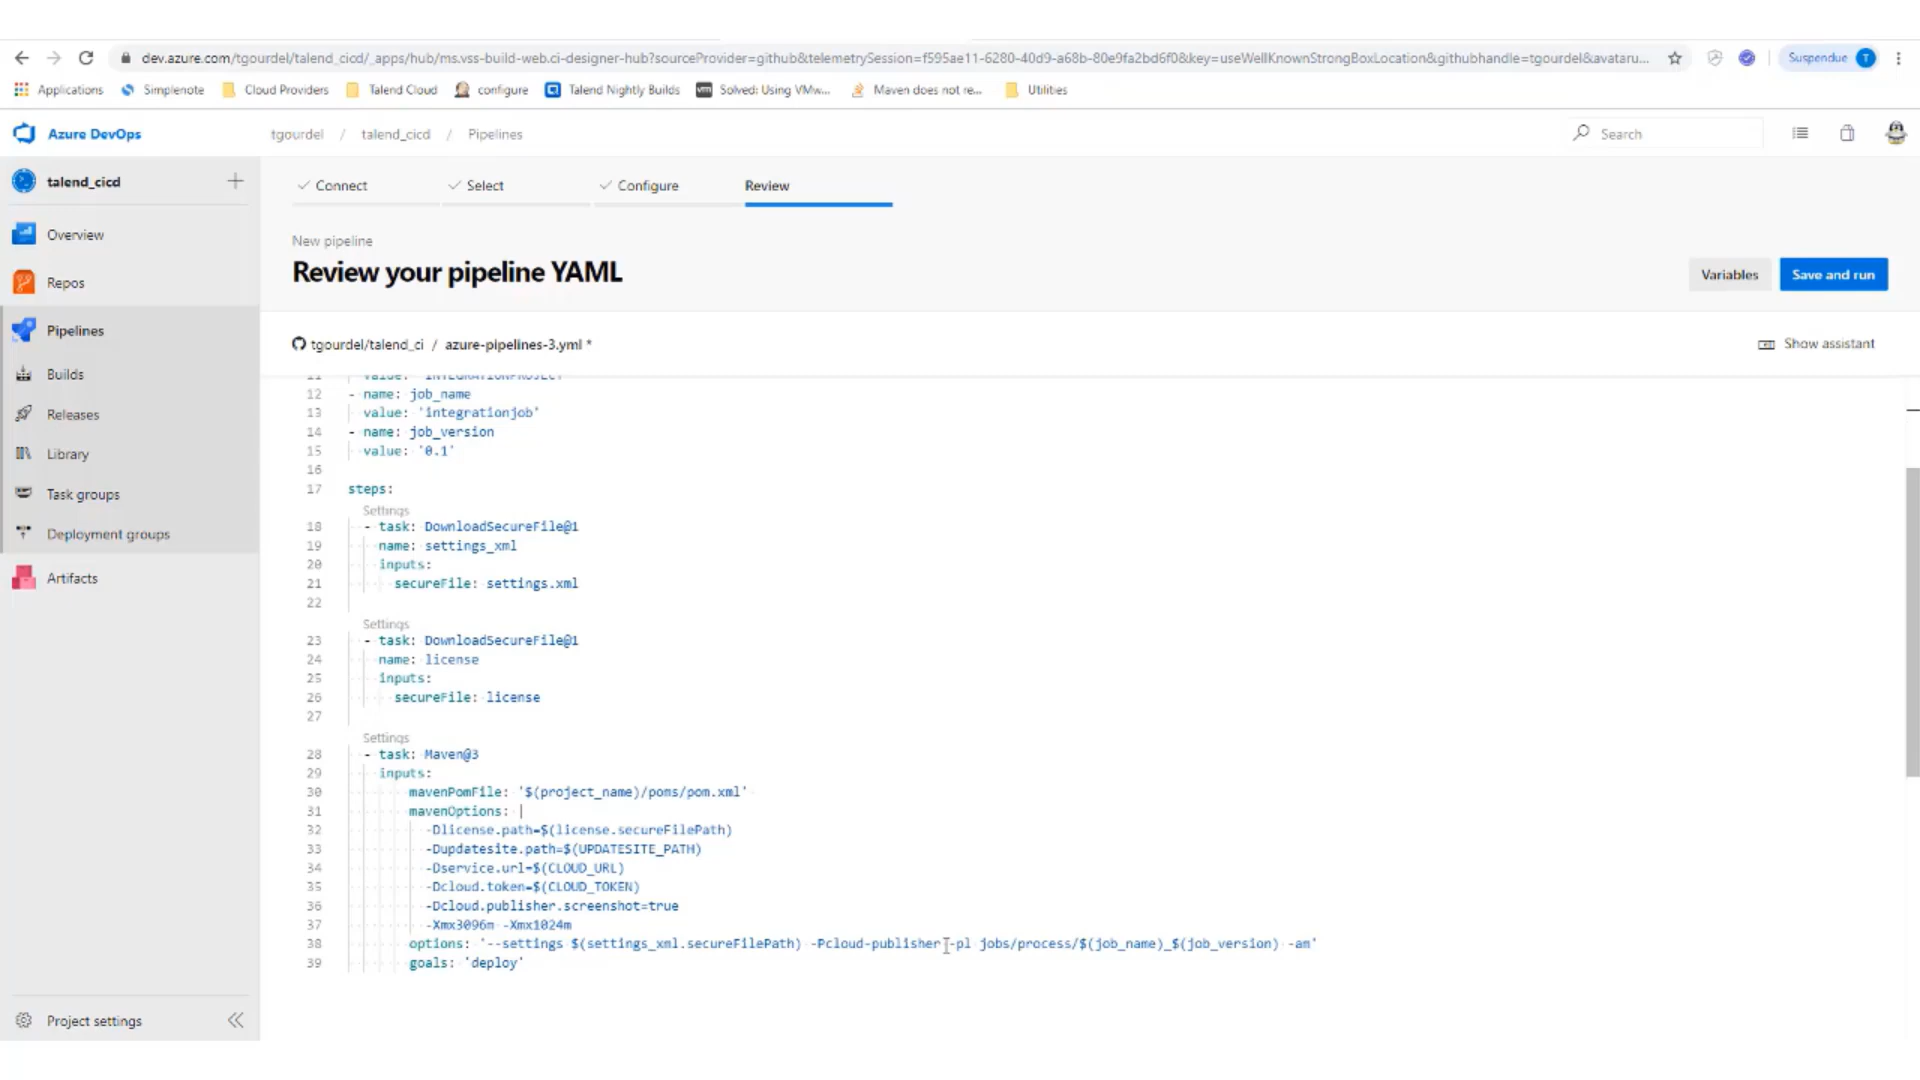 dev.azure.com/tgourdel/talend_cicd/_apps/hub/ms.vss-build-web.ci-designer-hub?sourceProvider=github&telemetrySession=f595ae11-6280-40d9-a68b-80e9fa2bd6f0&key=useWellKnownStrongBoxLocation&githubhandle=tgourdel&avataru...
Suspendue T
Applications Simplenote Cloud Providers Talend Cloud configure Talend Nightly Builds vm Solved: Using VMw... Maven does not re... Utilities
Azure DevOps tgourdel / talend_cicd / Pipelines Search
talend_cicd
Connect Select Configure Review
Overview
New pipeline
Review your pipeline YAML
Variables Save and run
Repos
Pipelines
tgourdel/talend_ci / azure-pipelines-3.yml *
Show assistant
Builds
Releases
Library
Task groups
Deployment groups
Artifacts
11 value: 'INTEGRATIONPROJECT'
12 - name: job_name
13 value: 'integrationjob'
14 - name: job_version
15 value: '0.1'
16
17 steps:
Settings
18 - task: DownloadSecureFile@1
19 name: settings_xml
20 inputs:
21 secureFile: settings.xml
22
Settings
23 - task: DownloadSecureFile@1
24 name: license
25 inputs:
26 secureFile: license
27
Settings
28 - task: Maven@3
29 inputs:
30 mavenPomFile: '$(project_name)/poms/pom.xml'
31 mavenOptions: |
32 -Dlicense.path=$(license.secureFilePath)
33 -Dupdatesite.path=$(UPDATESITE_PATH)
34 -Dservice.url=$(CLOUD_URL)
35 -Dcloud.token=$(CLOUD_TOKEN)
36 -Dcloud.publisher.screenshot=true
37 -Xmx3096m -Xmx1024m
38 options: '--settings $(settings_xml.secureFilePath) -Pcloud-publisher -pl jobs/process/$(job_name)_$(job_version) -am'
39 goals: 'deploy'
Project settings